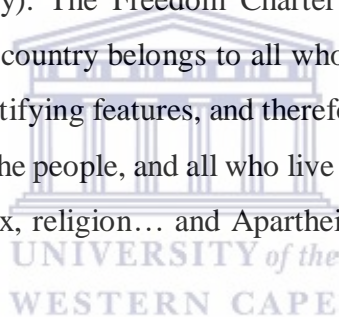 y). The Freedom Charter
country belongs to all who
tifying features, and therefo
he people, and all who live
x, religion… and Aparthei
UNIVERSITY of the
WESTERN CAPE